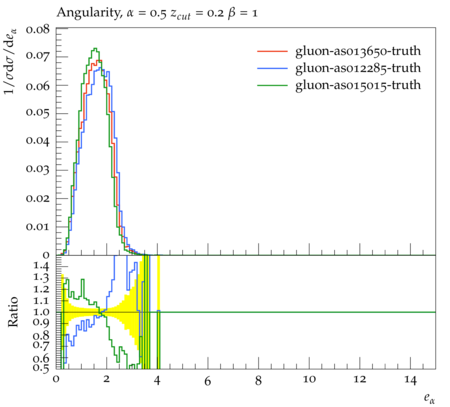 Angularity, α = 0.5 z_cut = 0.2 β = 1
1/σdσ/de_α
0.08
0.07
0.06
0.05
0.04
0.03
0.02
0.01
0
gluon-as013650-truth
gluon-as012285-truth
gluon-as015015-truth
Ratio
1.4
1.3
1.2
1.1
1.0
0.9
0.8
0.7
0.6
0.5
0 2 4 6 8 10 12 14
e_α